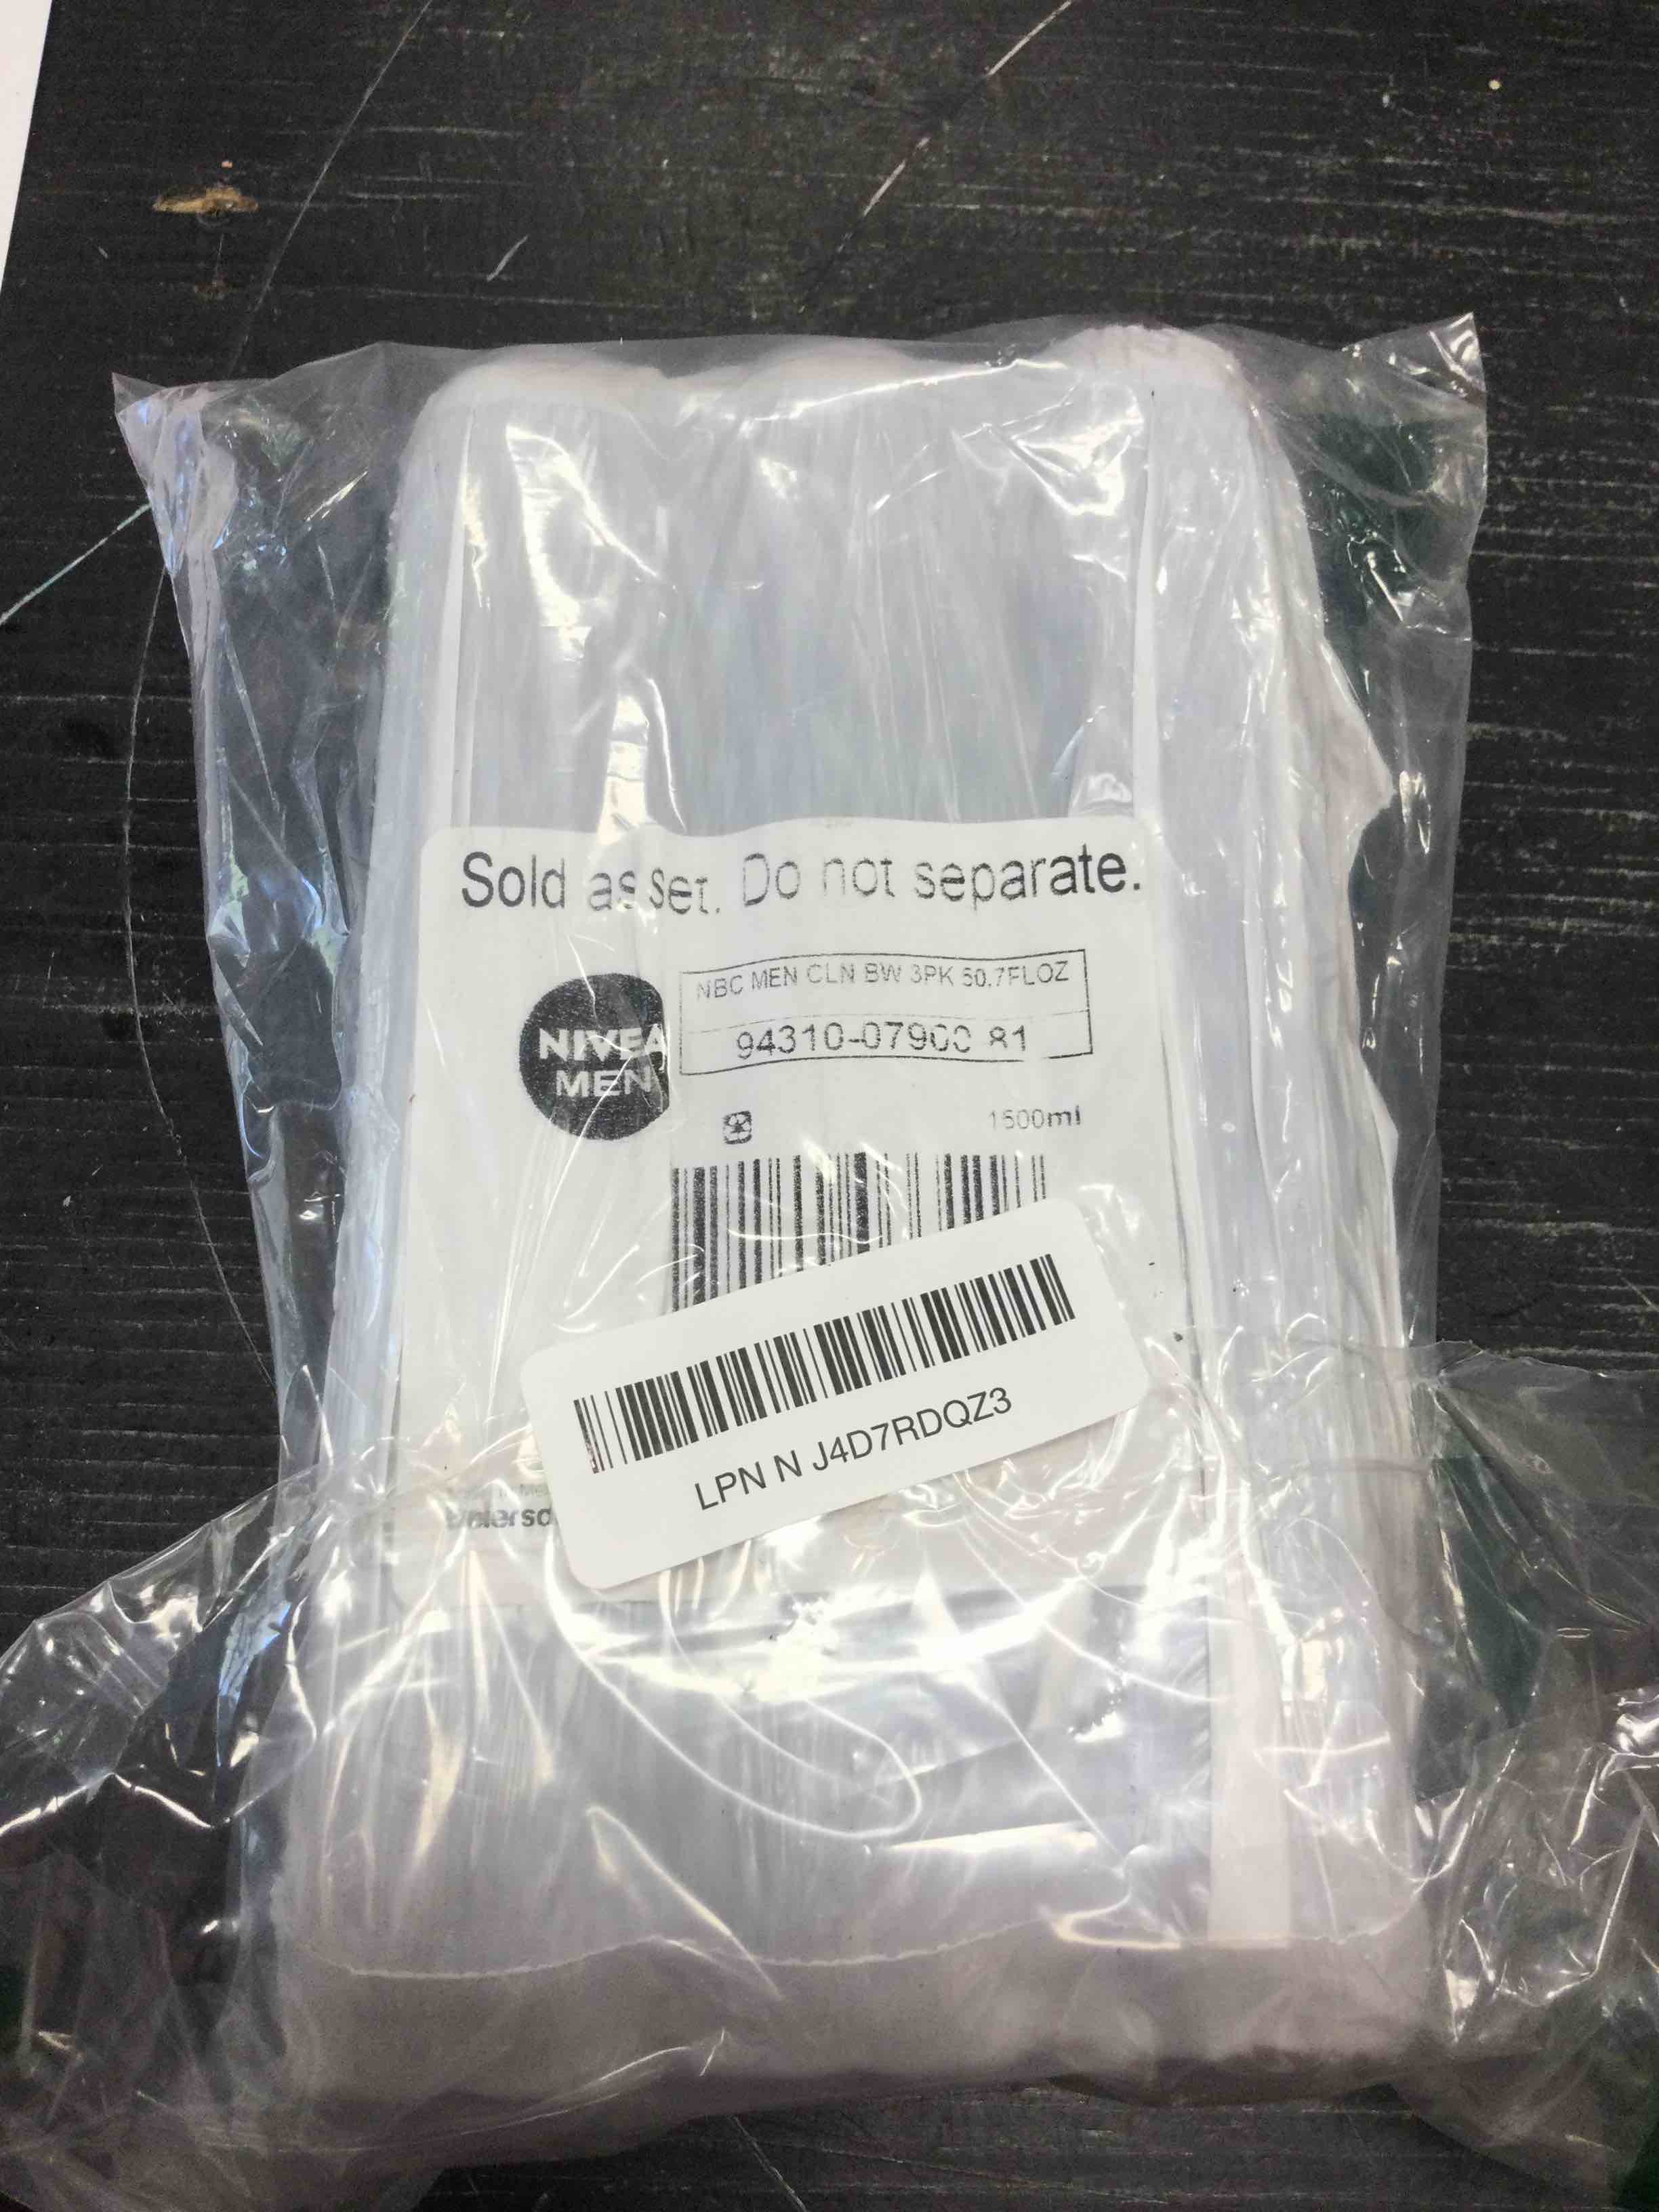 Sold as Set. Do not separate.
NIVEA
MEN
NBC MEN CLN BW 3PK 50.7FLOZ
94310-07900-81
1500ml
LPN N J4D7RDQZ3